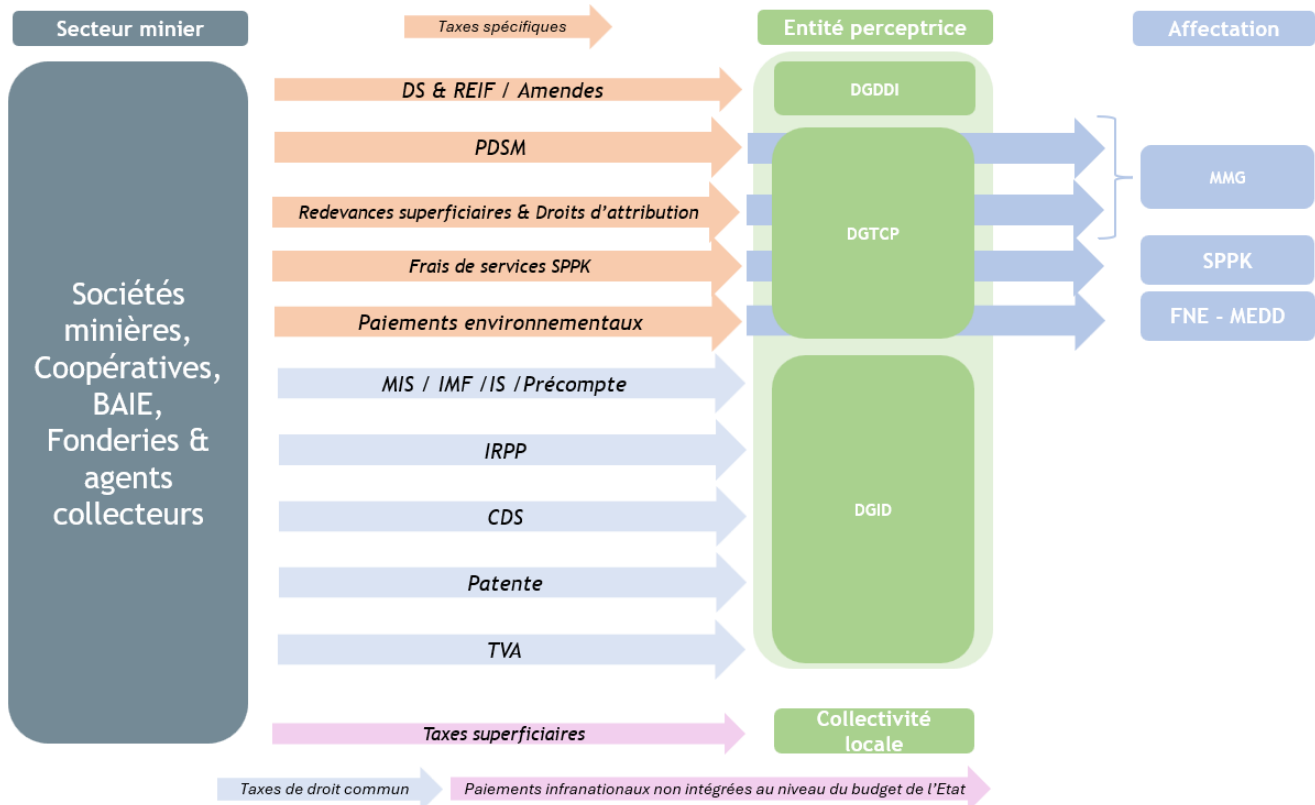 Secteur minier
Taxes spécifiques
Entité perceptrice
Affectation
Sociétés
minières,
Coopératives,
BAIE,
Fonderies &
agents
collecteurs
DS & REIF / Amendes
DGDDI
PDSM
MMG
Redevances superficiaires & Droits d'attribution
DGTCP
Frais de services SPPK
SPPK
Paiements environnementaux
FNE - MEDD
MIS / IMF /IS /Précompte
IRPP
CDS
DGID
Patente
TVA
Taxes superficiaires
Collectivité
locale
Taxes de droit commun
Paiements infranationaux non intégrées au niveau du budget de l'Etat